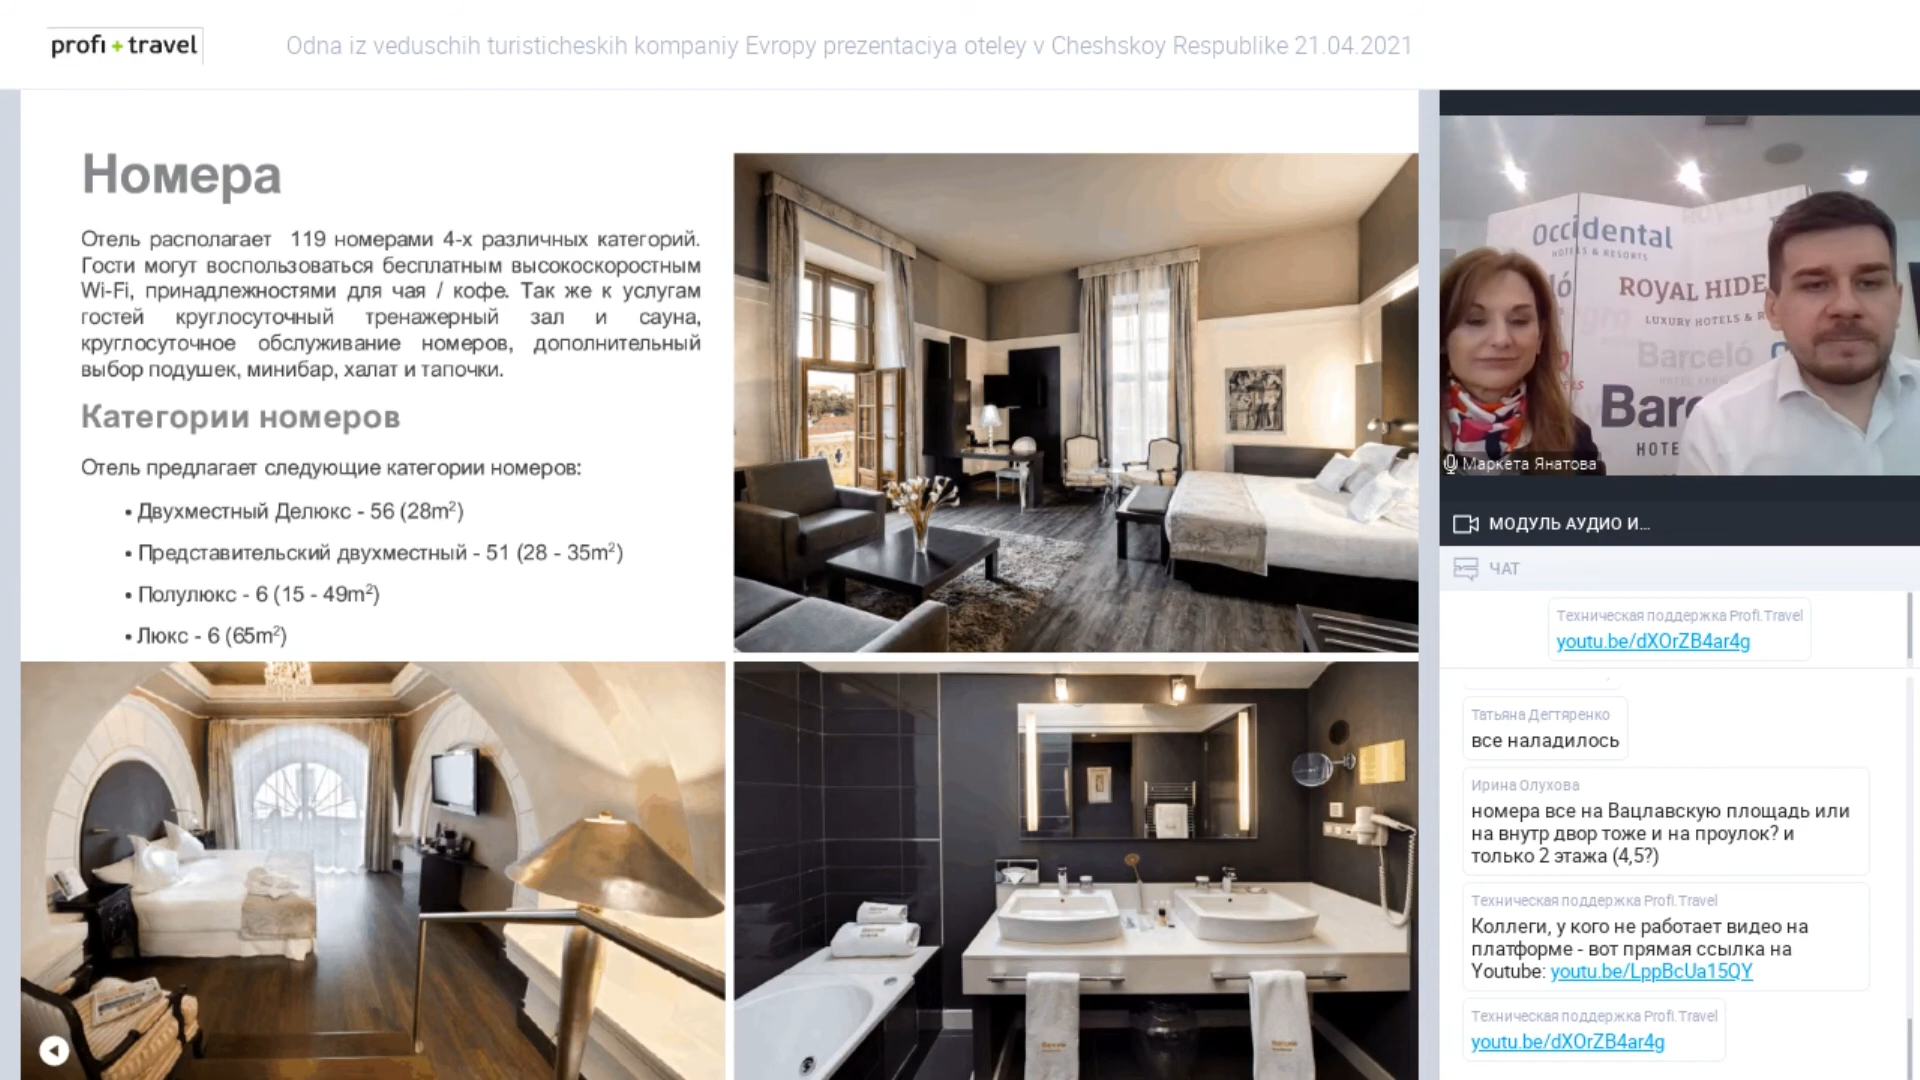 profi + travel
Odna iz veduschih turisticheskih kompaniy Evropy prezentaciya oteley v Cheshskoy Respublike 21.04.2021
Номера
Отель располагает 119 номерами 4-х различных категорий.
Гости могут воспользоваться бесплатным высокоскоростным
Wi-Fi, принадлежностями для чая / кофе. Так же к услугам
гостей круглосуточный тренажерный зал и сауна,
круглосуточное обслуживание номеров, дополнительный
выбор подушек, минибар, халат и тапочки.
Категории номеров
Отель предлагает следующие категории номеров:
• Двухместный Делюкс - 56 (28m²)
• Представительский двухместный - 51 (28 - 35m²)
• Полулюкс - 6 (15 - 49m²)
• Люкс - 6 (65m²)
Occidental
HOTELS & RESORTS
ROYAL HIDE
LUXURY HOTELS & R
Barceló
Barc
HOTE
Маркета Янатова
МОДУЛЬ АУДИО И...
ЧАТ
Техническая поддержка Profi.Travel
youtu.be/dXOrZB4ar4g
Татьяна Дегтяренко
все наладилось
Ирина Олухова
номера все на Вацлавскую площадь или
на внутр двор тоже и на проулок? и
только 2 этажа (4,5?)
Техническая поддержка Profi.Travel
Коллеги, у кого не работает видео на
платформе - вот прямая ссылка на
Youtube: youtu.be/LppBcUa15QY
Техническая поддержка Profi.Travel
youtu.be/dXOrZB4ar4g